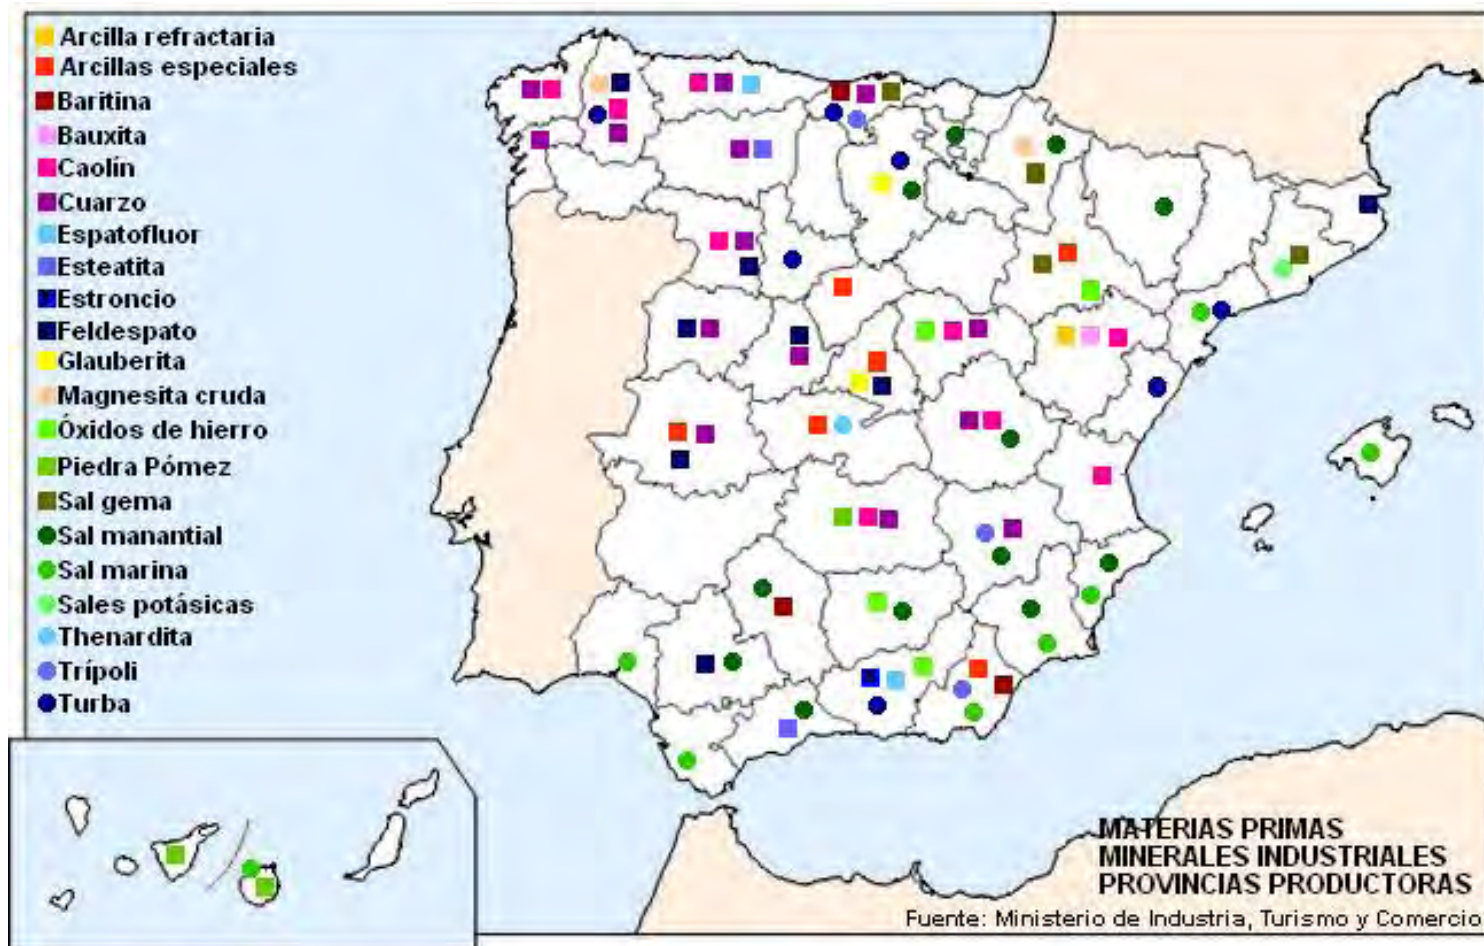 Arcilla refractaria
Arcillas especiales
Baritina
Bauxita
Caolín
Cuarzo
Espatofluor
Esteatita
Estroncio
Feldespato
Glauberita
Magnesita cruda
Óxidos de hierro
Piedra Pómez
Sal gema
Sal manantial
Sal marina
Sales potásicas
Thenardita
Trípoli
Turba
MATERIAS PRIMAS
MINERALES INDUSTRIALES
PROVINCIAS PRODUCTORAS
Fuente: Ministerio de Industria, Turismo y Comercio